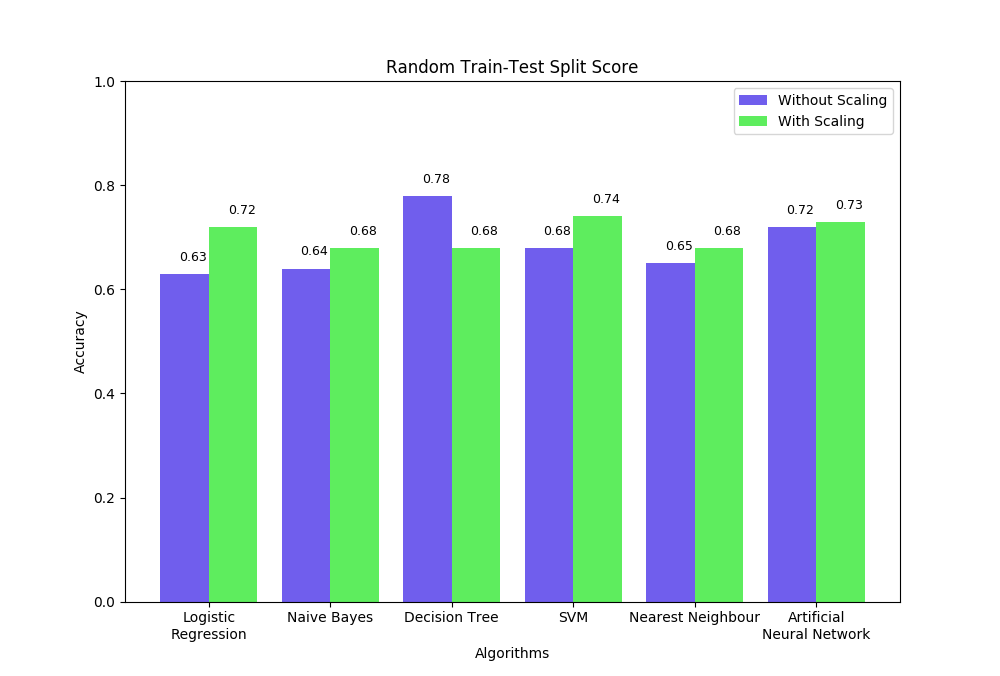 Random Train-Test Split Score
1.0
0.8
0.6
0.4
0.2
0.0
Accuracy
Without Scaling
With Scaling
0.63
0.72
0.64
0.68
0.78
0.68
0.68
0.74
0.65
0.68
0.72
0.73
Logistic
Regression
Naive Bayes
Decision Tree
SVM
Nearest Neighbour
Artificial
Neural Network
Algorithms